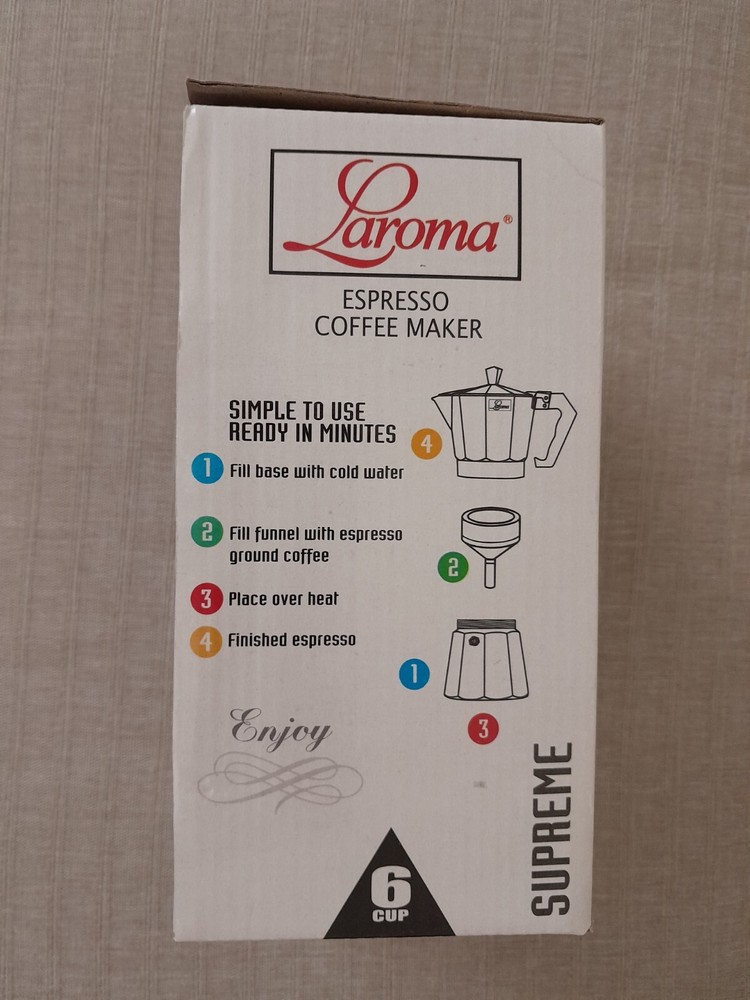 Laroma®
ESPRESSO
COFFEE MAKER
SIMPLE TO USE
READY IN MINUTES
1 Fill base with cold water
2 Fill funnel with espresso
ground coffee
3 Place over heat
4 Finished espresso
4
Laroma
2
1
3
Enjoy
SUPREME
6
CUP